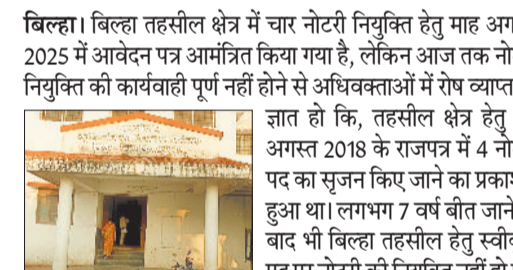 बिल्हा। बिल्हा तहसील क्षेत्र में चार नोटरी नियुक्ति हेतु माह अग
2025 में आवेदन पत्र आमंत्रित किया गया है, लेकिन आज तक नो
नियुक्ति की कार्यवाही पूर्ण नहीं होने से अधिवक्ताओं में रोष व्याप्त
ज्ञात हो कि, तहसील क्षेत्र हेतु
अगस्त 2018 के राजपत्र में 4 नो
पद का सृजन किए जाने का प्रका
हुआ था। लगभग 7 वर्ष बीत जाने
बाद भी बिल्हा तहसील हेतु स्वी